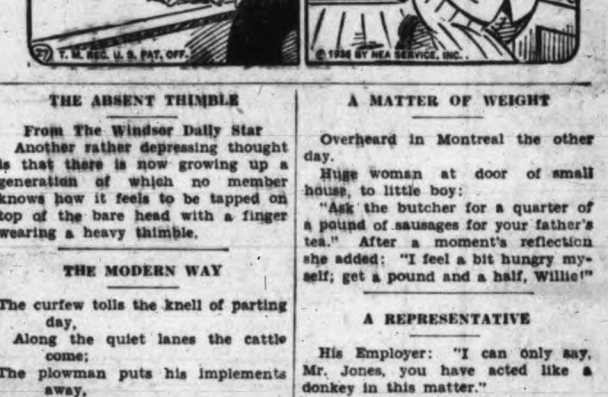 T. M. REC. U. S. PAT. OFF.
© 1936 BY NEA SERVICE, INC.
THE ABSENT THIMBLE
From The Windsor Daily Star
Another rather depressing thought
is that there is now growing up a
generation of which no member
knows how it feels to be tapped on
top of the bare head with a finger
wearing a heavy thimble.
THE MODERN WAY
The curfew tolls the knell of parting
day,
Along the quiet lanes the cattle
come;
The plowman puts his implements
away,
A MATTER OF WEIGHT
Overheard in Montreal the other
day.
Huge woman at door of small
house, to little boy:
"Ask the butcher for a quarter of
a pound of sausages for your father's
tea." After a moment's reflection
she added: "I feel a bit hungry my-
self; get a pound and a half, Willie!"
A REPRESENTATIVE
His Employer: "I can only say,
Mr. Jones, you have acted like a
donkey in this matter."